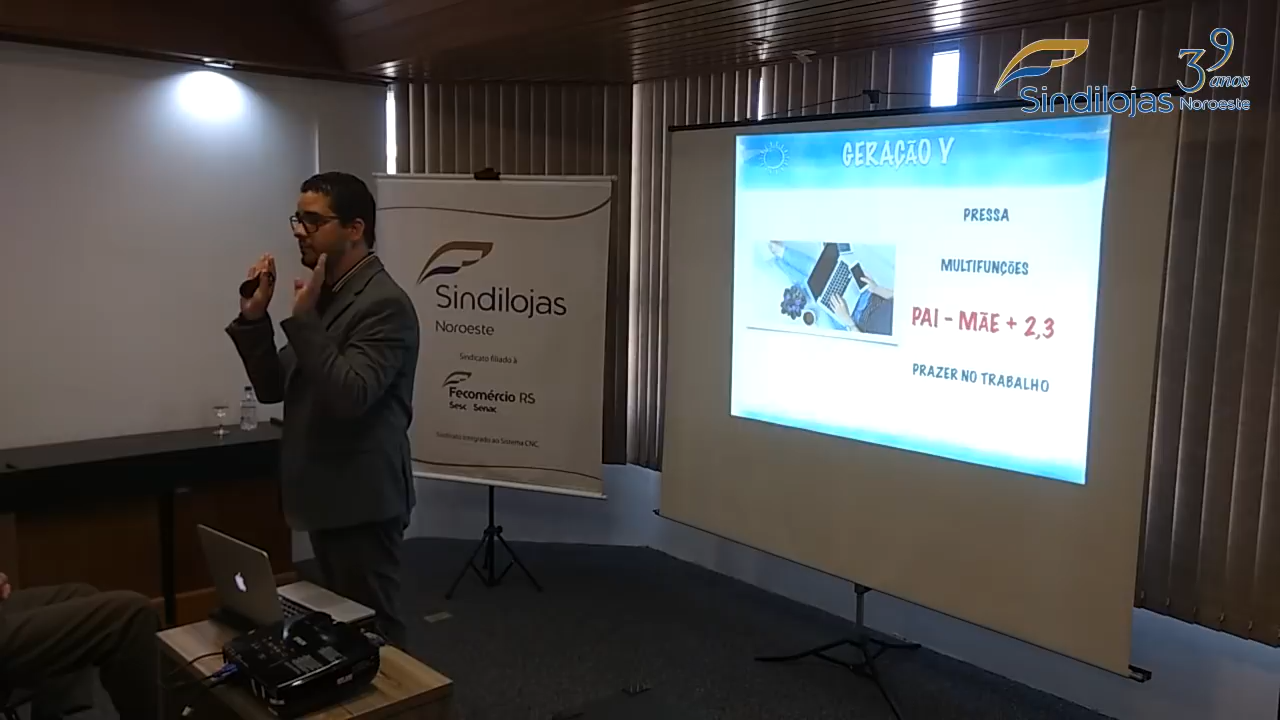 Sindilojas Noroeste
39 anos
GERAÇÃO Y
PRESSA
MULTIFUNÇÕES
PAI - MÃE + 2,3
PRAZER NO TRABALHO
Sindilojas
Noroeste
Sindicato filiado à
Fecomércio RS
Sesc Senac
Sindicato integrado ao Sistema CNC